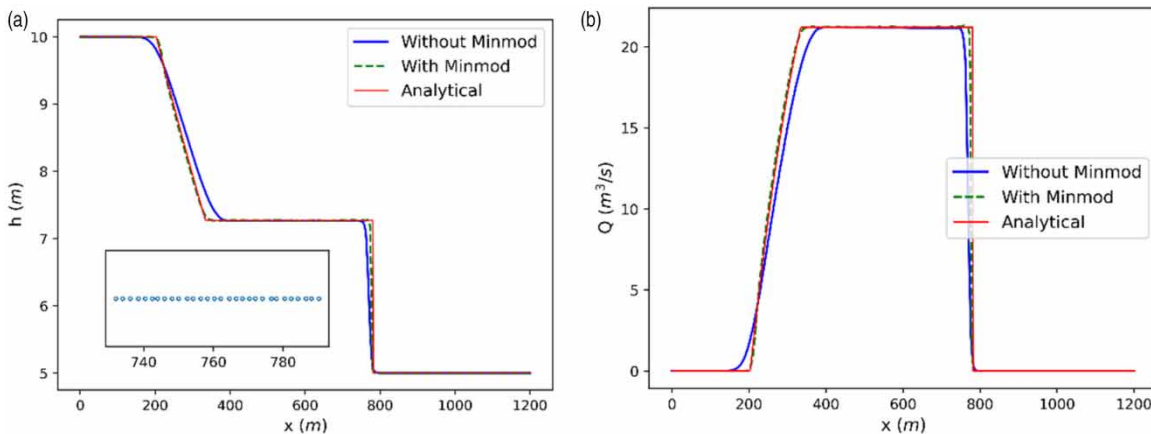 (a)
10
9
8
7
6
5
h (m)
0 200 400 600 800 1000 1200
x (m)
Without Minmod
With Minmod
Analytical
740 760 780
(b)
20
15
10
5
0
Q (m³/s)
0 200 400 600 800 1000 1200
x (m)
Without Minmod
With Minmod
Analytical